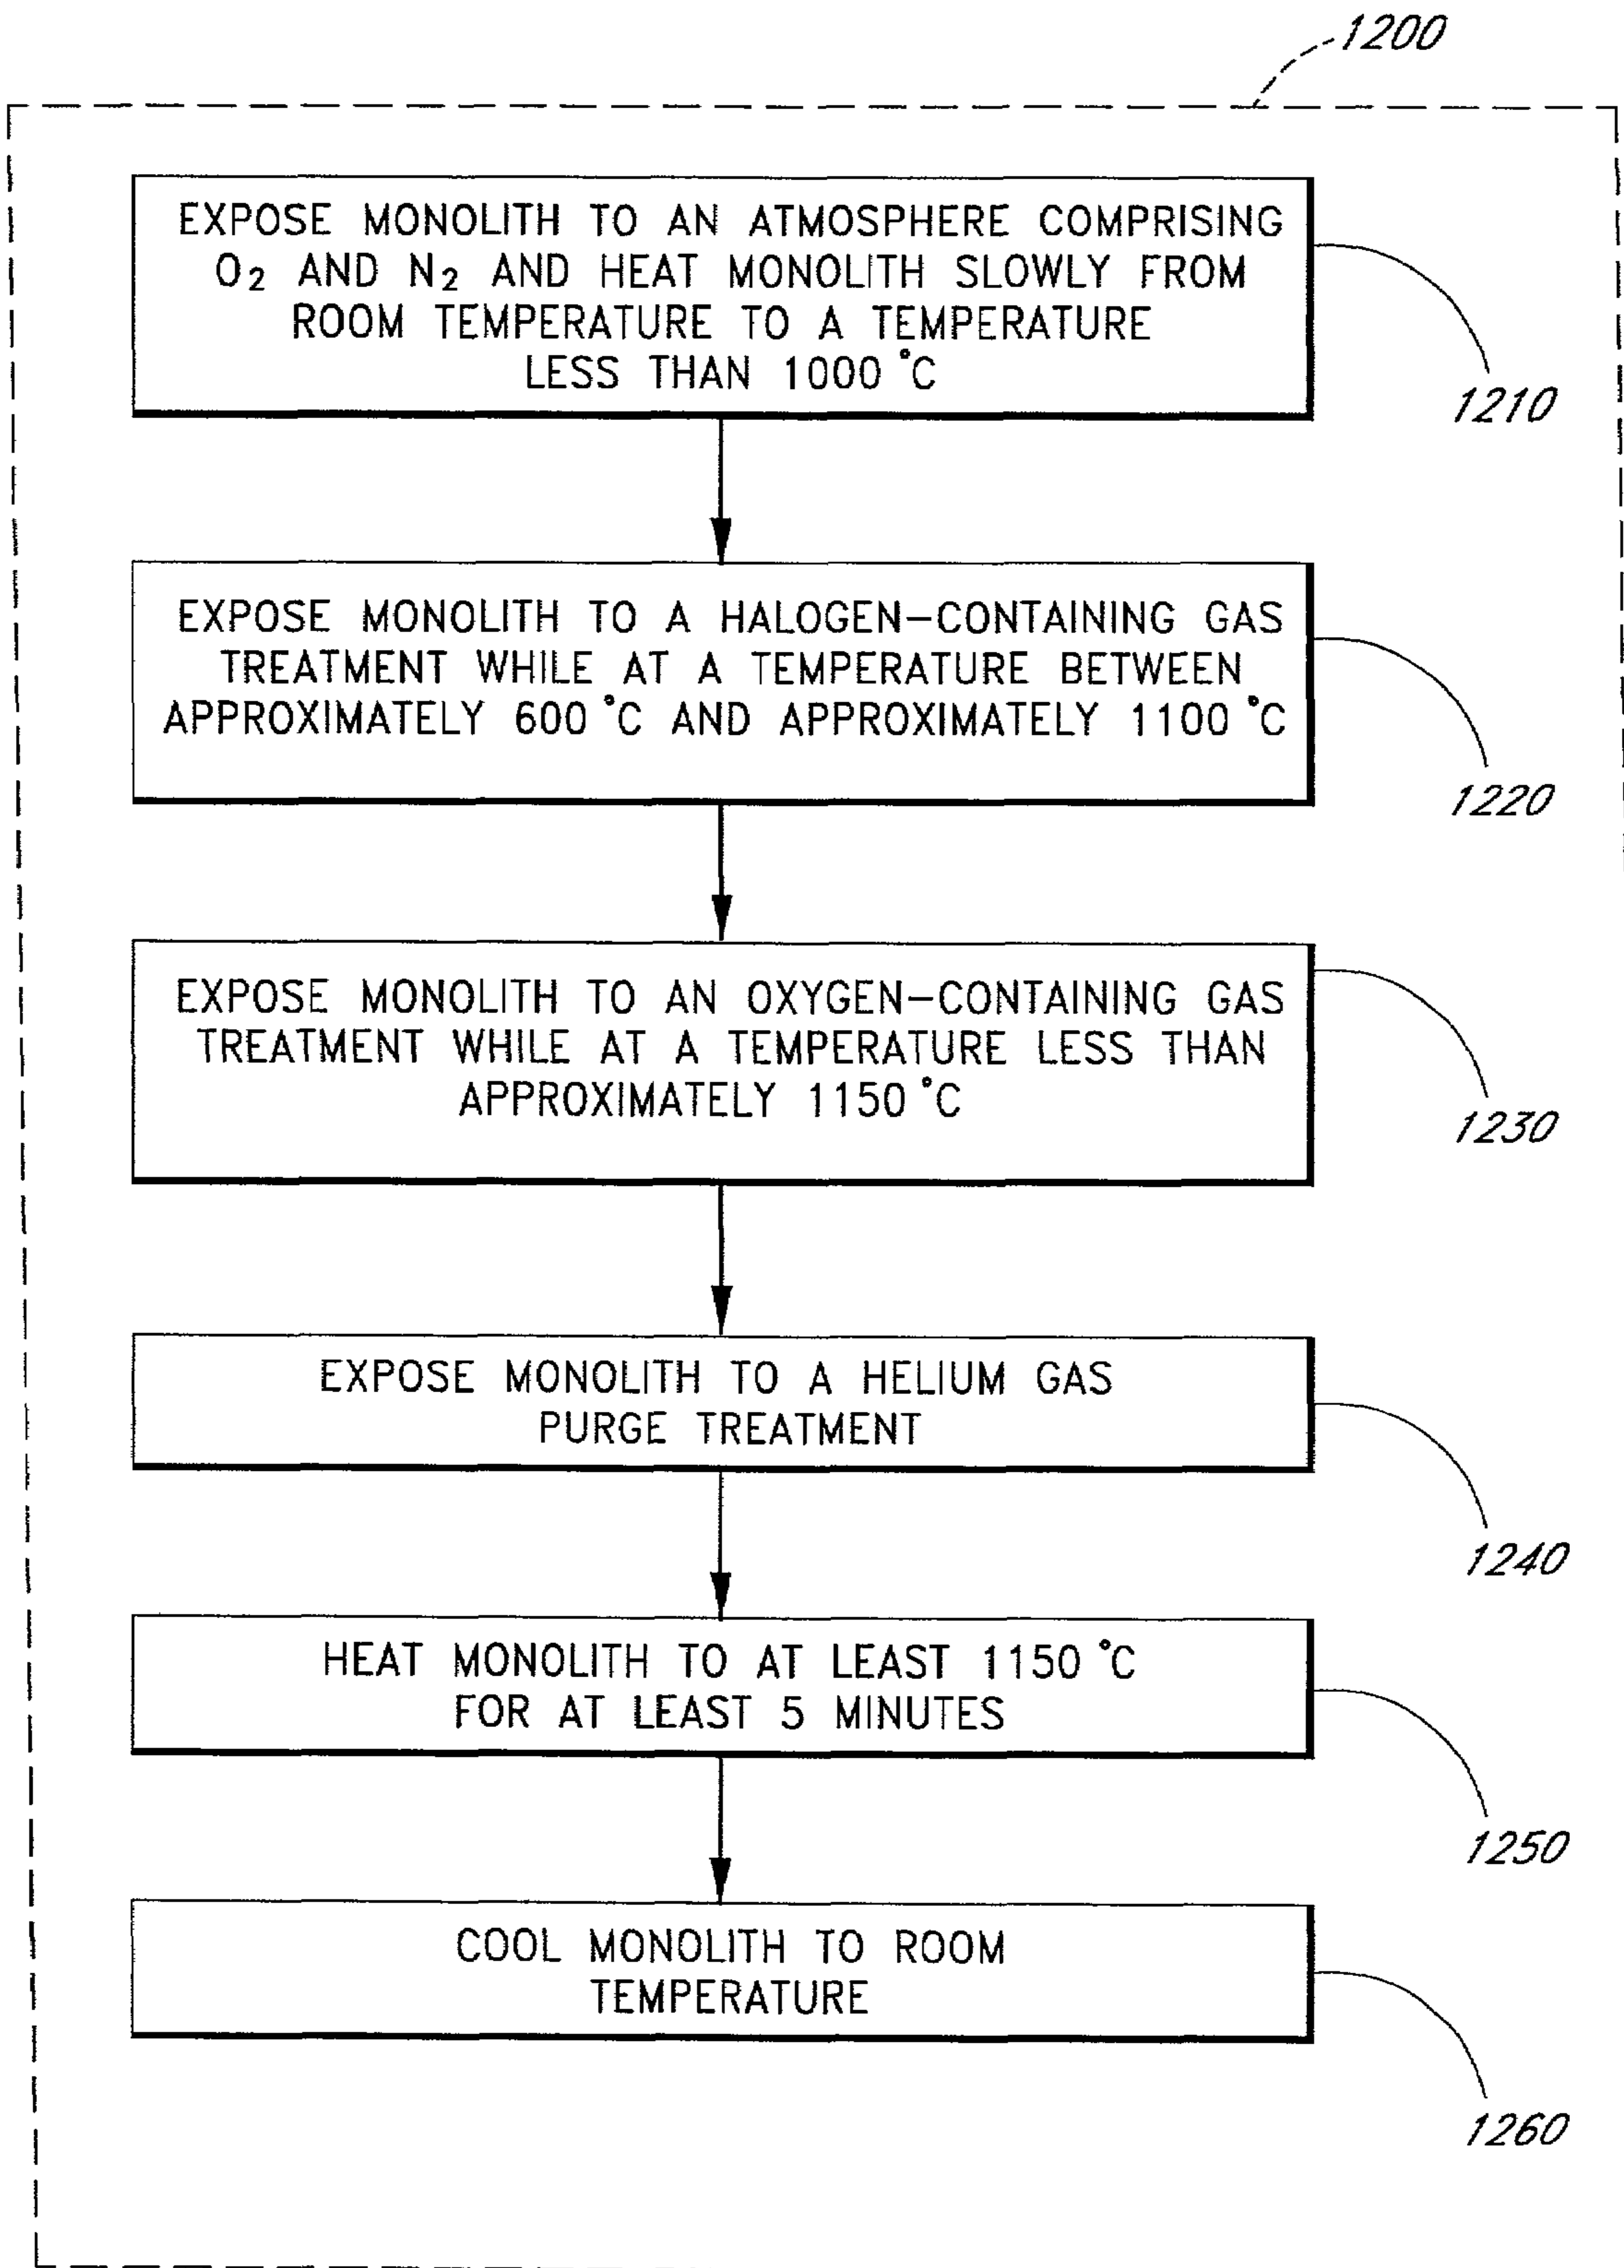 1200
EXPOSE MONOLITH TO AN ATMOSPHERE COMPRISING
O₂ AND N₂ AND HEAT MONOLITH SLOWLY FROM
ROOM TEMPERATURE TO A TEMPERATURE
LESS THAN 1000 °C
1210
EXPOSE MONOLITH TO A HALOGEN-CONTAINING GAS
TREATMENT WHILE AT A TEMPERATURE BETWEEN
APPROXIMATELY 600 °C AND APPROXIMATELY 1100 °C
1220
EXPOSE MONOLITH TO AN OXYGEN-CONTAINING GAS
TREATMENT WHILE AT A TEMPERATURE LESS THAN
APPROXIMATELY 1150 °C
1230
EXPOSE MONOLITH TO A HELIUM GAS
PURGE TREATMENT
1240
HEAT MONOLITH TO AT LEAST 1150 °C
FOR AT LEAST 5 MINUTES
1250
COOL MONOLITH TO ROOM
TEMPERATURE
1260